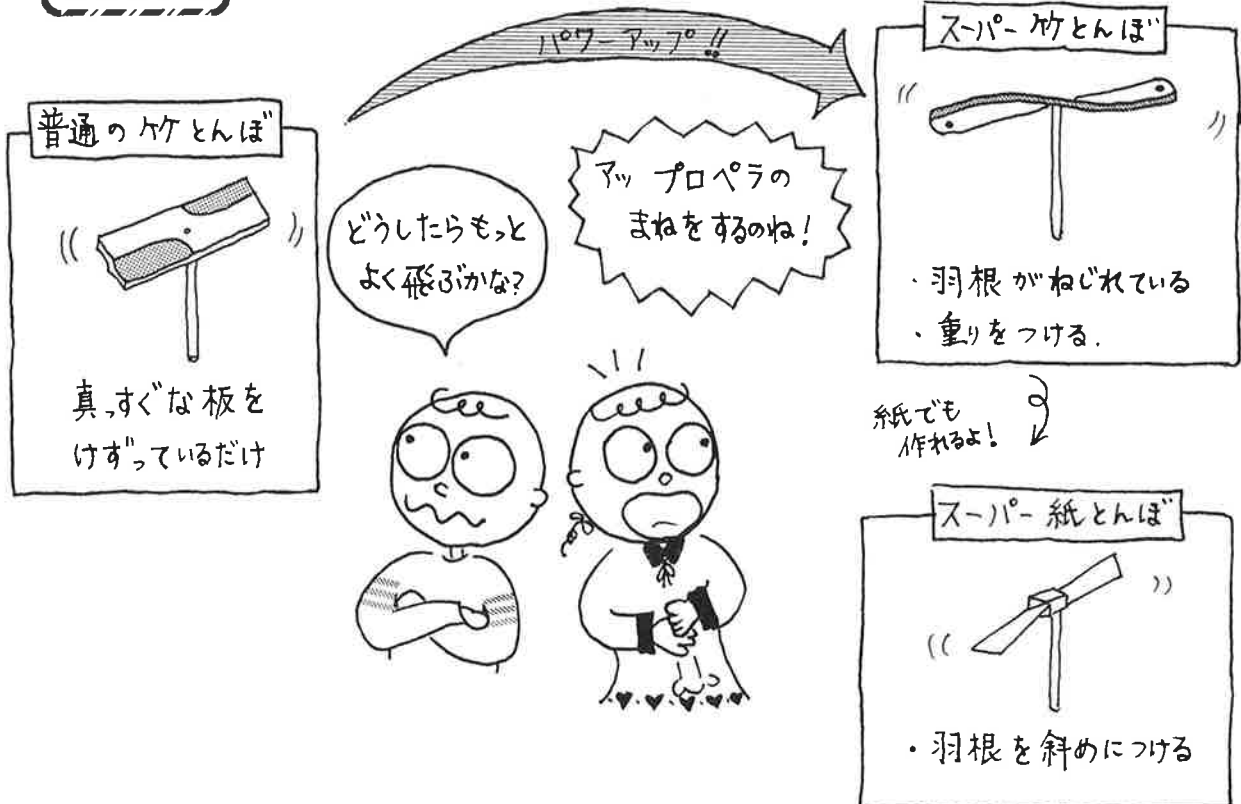 パワーアップ!!
普通の竹とんぼ
真っすぐな板を
けずっているだけ
どうしたらもっと
よく飛ぶかな?
アッ プロペラの
まねをするのね!
スーパー竹とんぼ
・羽根がねじれている
・重りをつける.
紙でも
作れるよ!
スーパー紙とんぼ
・羽根を斜めにつける